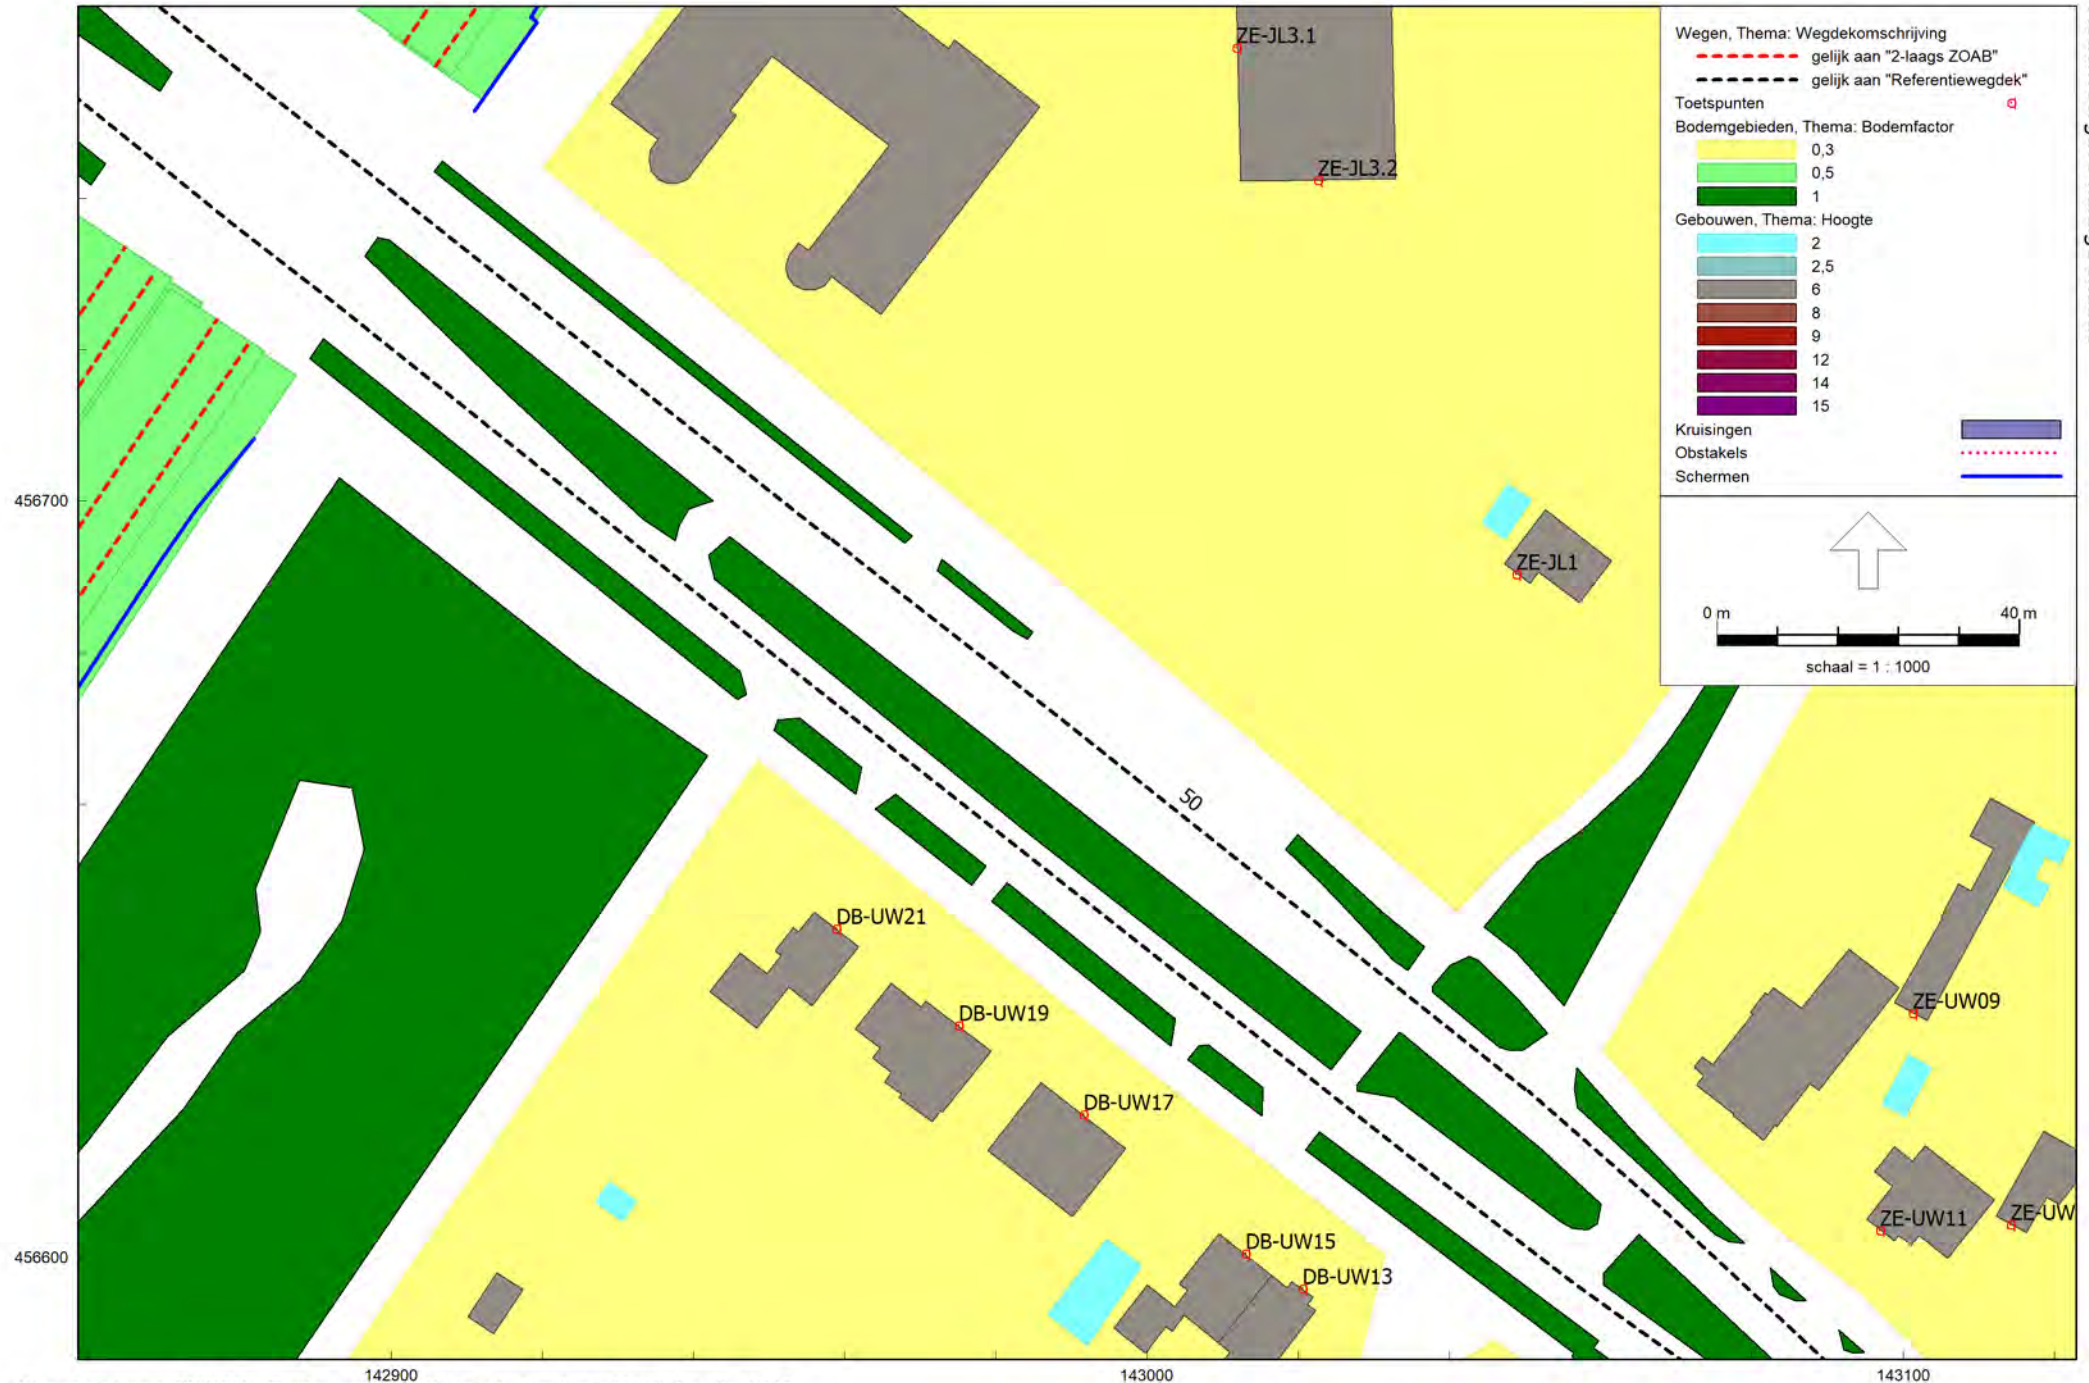 ZE-JL3.1
ZE-JL3.2
ZE-JL1
50
DB-UW21
DB-UW19
DB-UW17
DB-UW15
DB-UW13
ZE-UW09
ZE-UW11
ZE-UW
Wegen, Thema: Wegdekomschrijving
gelijk aan "2-laags ZOAB"
gelijk aan "Referentiewegdek"
Toetspunten
Bodemgebieden, Thema: Bodemfactor
0,3
0,5
1
Gebouwen, Thema: Hoogte
2
2,5
6
8
9
12
14
15
Kruisingen
Obstakels
Schermen
0 m 40 m
schaal = 1 : 1000
456700
456600
142900 143000 143100